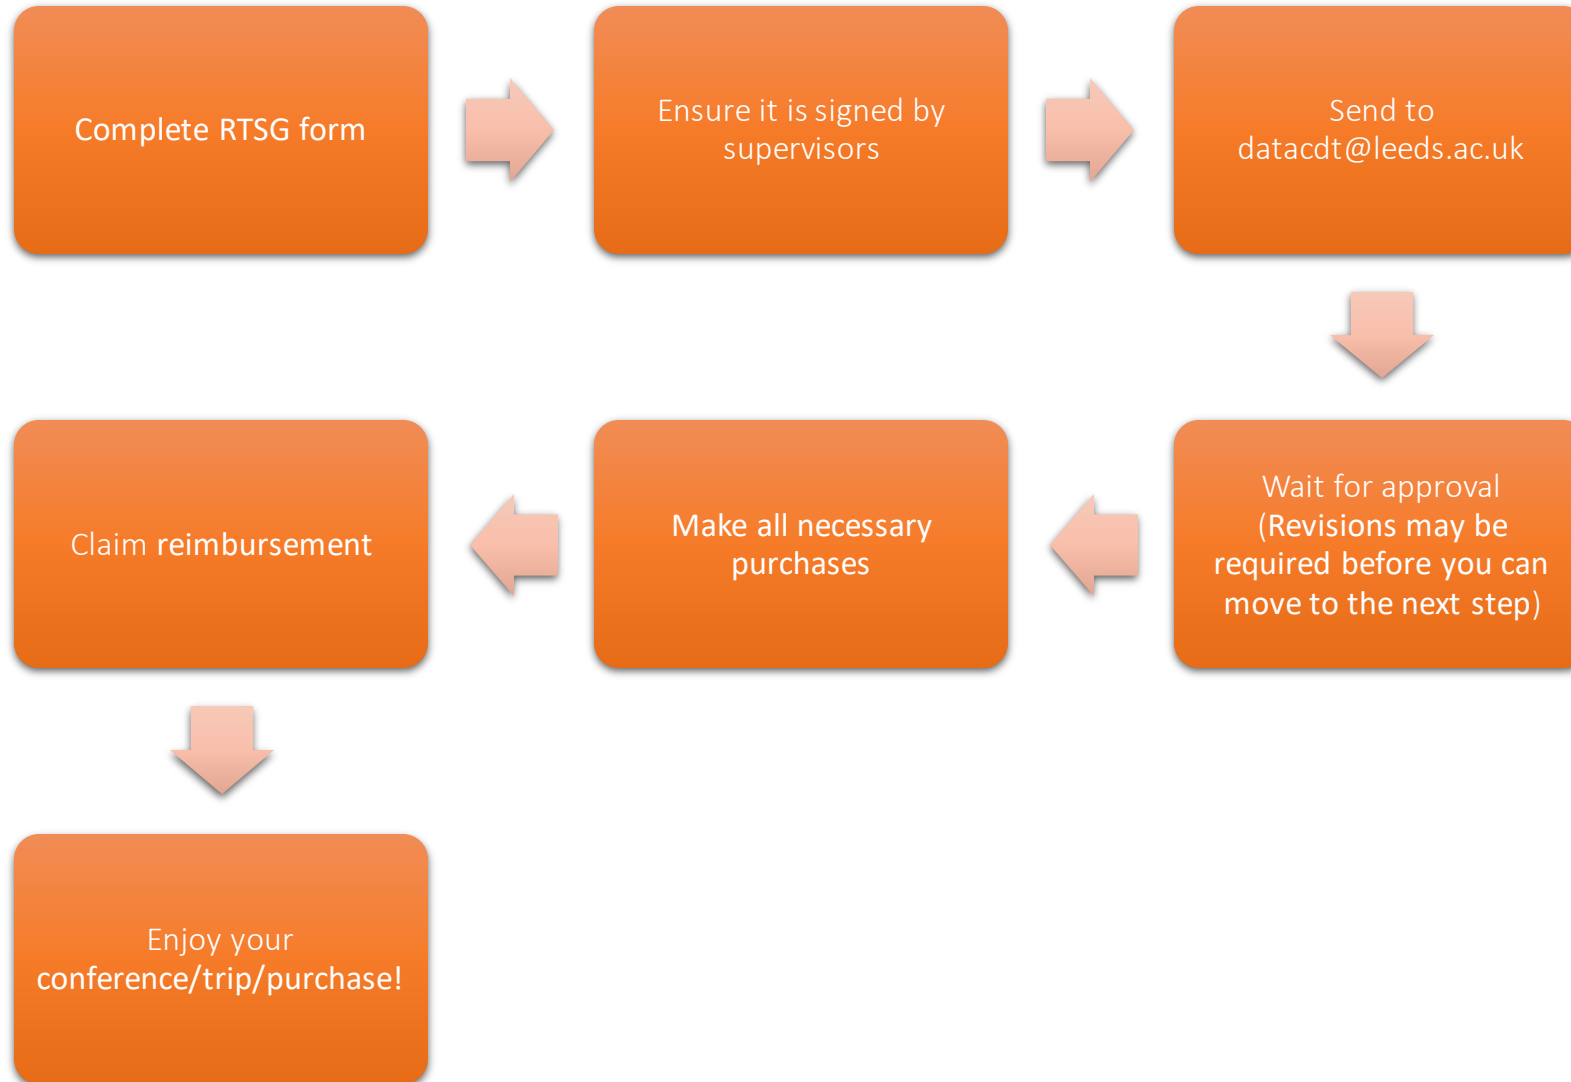 Complete RTSG form
Ensure it is signed by
supervisors
Send to
datacdt@leeds.ac.uk
Wait for approval
(Revisions may be
required before you can
move to the next step)
Make all necessary
purchases
Claim reimbursement
Enjoy your
conference/trip/purchase!